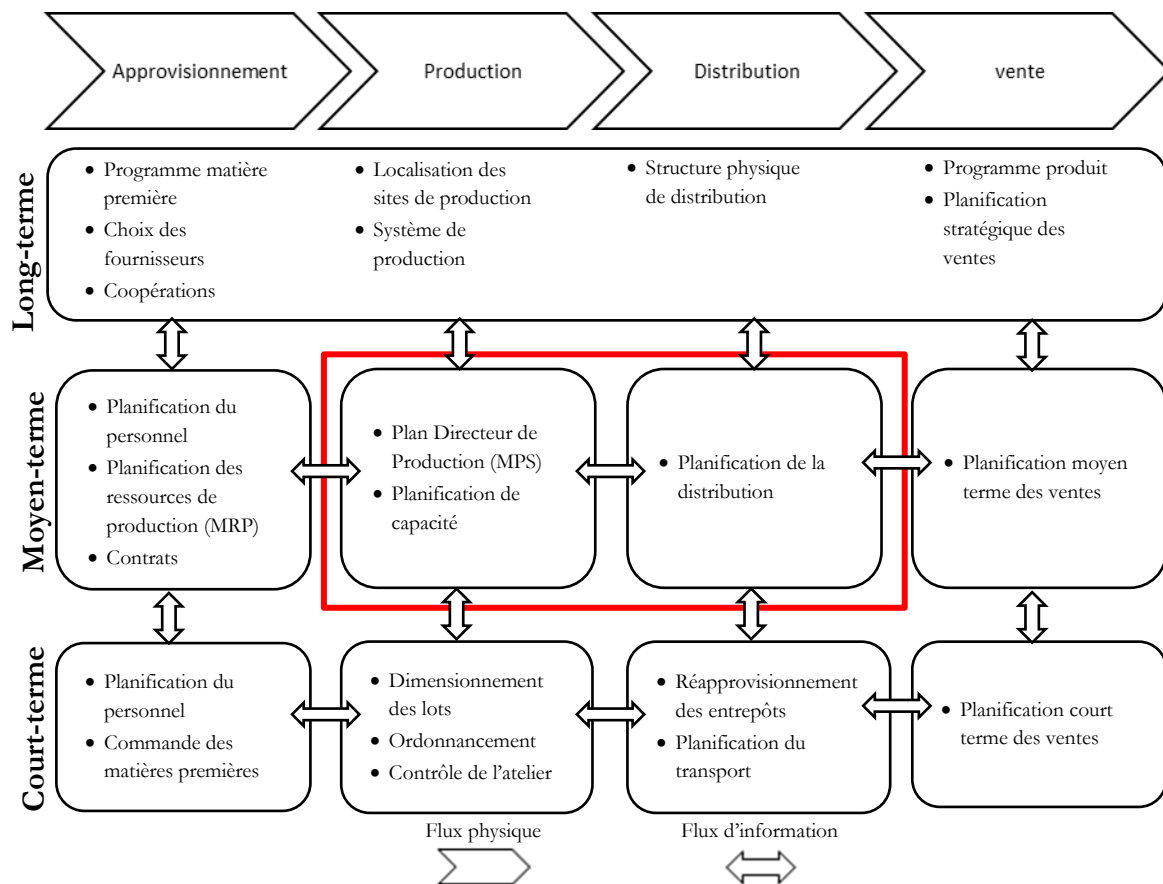 Approvisionnement
Production
Distribution
vente
Long-terme
• Programme matière
première
• Choix des
fournisseurs
• Coopérations
• Localisation des
sites de production
• Système de
production
• Structure physique
de distribution
• Programme produit
• Planification
stratégique des
ventes
Moyen-terme
• Planification du
personnel
• Planification des
ressources de
production (MRP)
• Contrats
• Plan Directeur de
Production (MPS)
• Planification de
capacité
• Planification de la
distribution
• Planification moyen
terme des ventes
Court-terme
• Planification du
personnel
• Commande des
matières premières
• Dimensionnement
des lots
• Ordonnancement
• Contrôle de l'atelier
• Réapprovisionnement
des entrepôts
• Planification du
transport
• Planification court
terme des ventes
Flux physique
Flux d'information